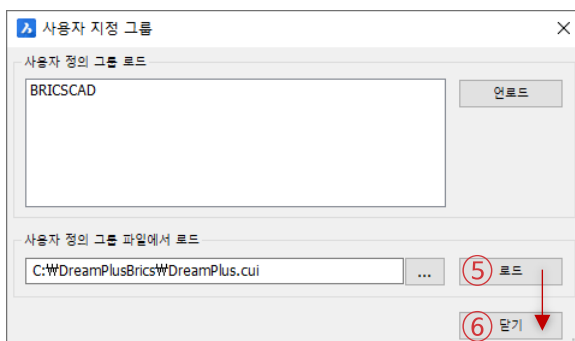 사용자 지정 그룹
사용자 정의 그룹 로드
BRICSCAD
언로드
사용자 정의 그룹 파일에서 로드
C:₩DreamPlusBrics₩DreamPlus.cui
...
⑤ 로드
⑥ 닫기